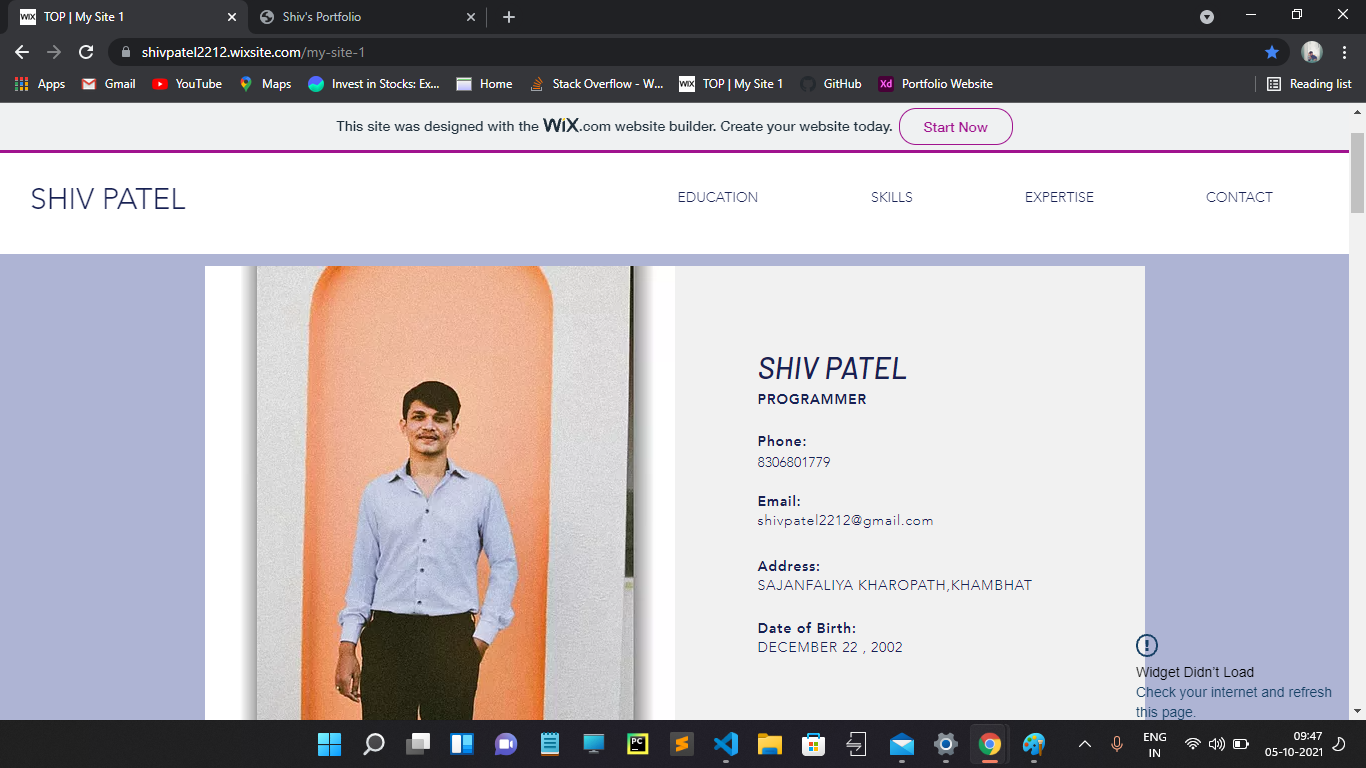 WIX TOP | My Site 1
Shiv's Portfolio
shivpatel2212.wixsite.com/my-site-1
Apps
Gmail
YouTube
Maps
Invest in Stocks: Ex...
Home
Stack Overflow - W...
WIX TOP | My Site 1
GitHub
Xd Portfolio Website
Reading list
This site was designed with the WiX.com website builder. Create your website today.
Start Now
SHIV PATEL
EDUCATION
SKILLS
EXPERTISE
CONTACT
SHIV PATEL
PROGRAMMER
Phone:
8306801779
Email:
shivpatel2212@gmail.com
Address:
SAJANFALIYA KHAROPATH,KHAMBHAT
Date of Birth:
DECEMBER 22 , 2002
Widget Didn't Load
Check your internet and refresh
this page.
PC
ENG
IN
09:47
05-10-2021